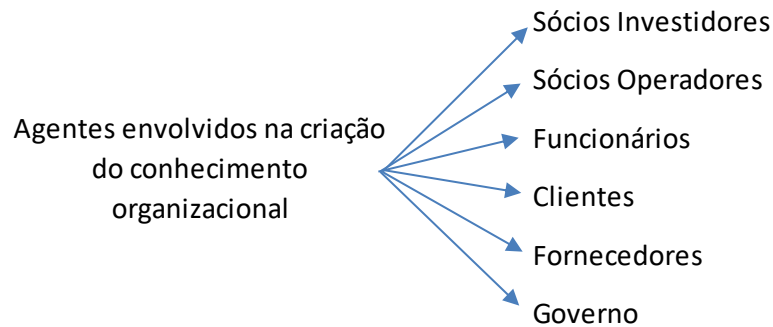 Agentes envolvidos na criação
do conhecimento
organizacional
Sócios Investidores
Sócios Operadores
Funcionários
Clientes
Fornecedores
Governo